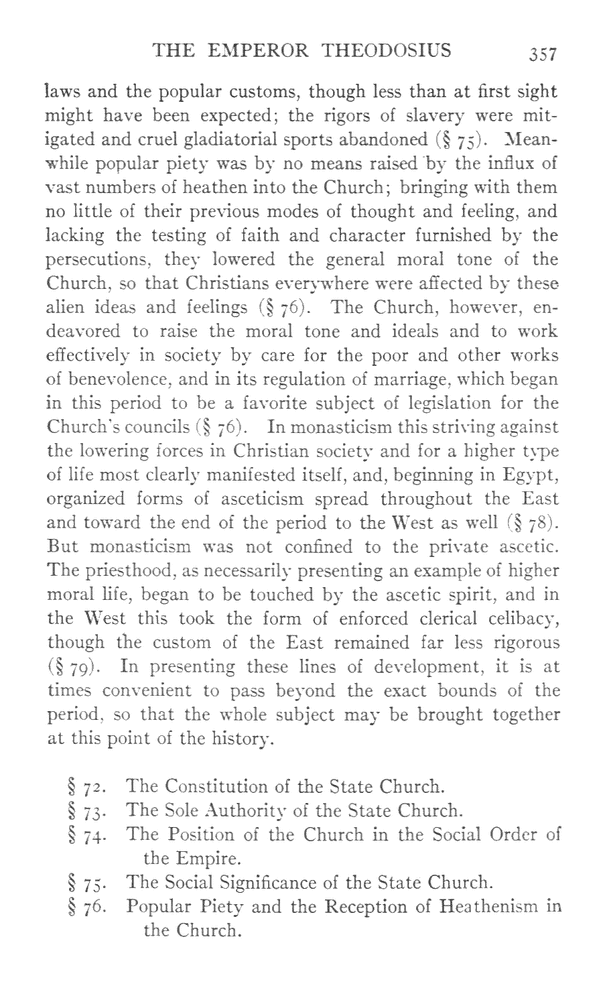 THE EMPEROR THEODOSIUS 357
laws and the popular customs, though less than at first sight
might have been expected; the rigors of slavery were mit-
igated and cruel gladiatorial sports abandoned (§ 75). Mean-
while popular piety was by no means raised by the influx of
vast numbers of heathen into the Church; bringing with them
no little of their previous modes of thought and feeling, and
lacking the testing of faith and character furnished by the
persecutions, they lowered the general moral tone of the
Church, so that Christians everywhere were affected by these
alien ideas and feelings (§ 76). The Church, however, en-
deavored to raise the moral tone and ideals and to work
effectively in society by care for the poor and other works
of benevolence, and in its regulation of marriage, which began
in this period to be a favorite subject of legislation for the
Church's councils (§ 76). In monasticism this striving against
the lowering forces in Christian society and for a higher type
of life most clearly manifested itself, and, beginning in Egypt,
organized forms of asceticism spread throughout the East
and toward the end of the period to the West as well (§ 78).
But monasticism was not confined to the private ascetic.
The priesthood, as necessarily presenting an example of higher
moral life, began to be touched by the ascetic spirit, and in
the West this took the form of enforced clerical celibacy,
though the custom of the East remained far less rigorous
(§ 79). In presenting these lines of development, it is at
times convenient to pass beyond the exact bounds of the
period, so that the whole subject may be brought together
at this point of the history.
§ 72. The Constitution of the State Church.
§ 73. The Sole Authority of the State Church.
§ 74. The Position of the Church in the Social Order of
the Empire.
§ 75. The Social Significance of the State Church.
§ 76. Popular Piety and the Reception of Heathenism in
the Church.